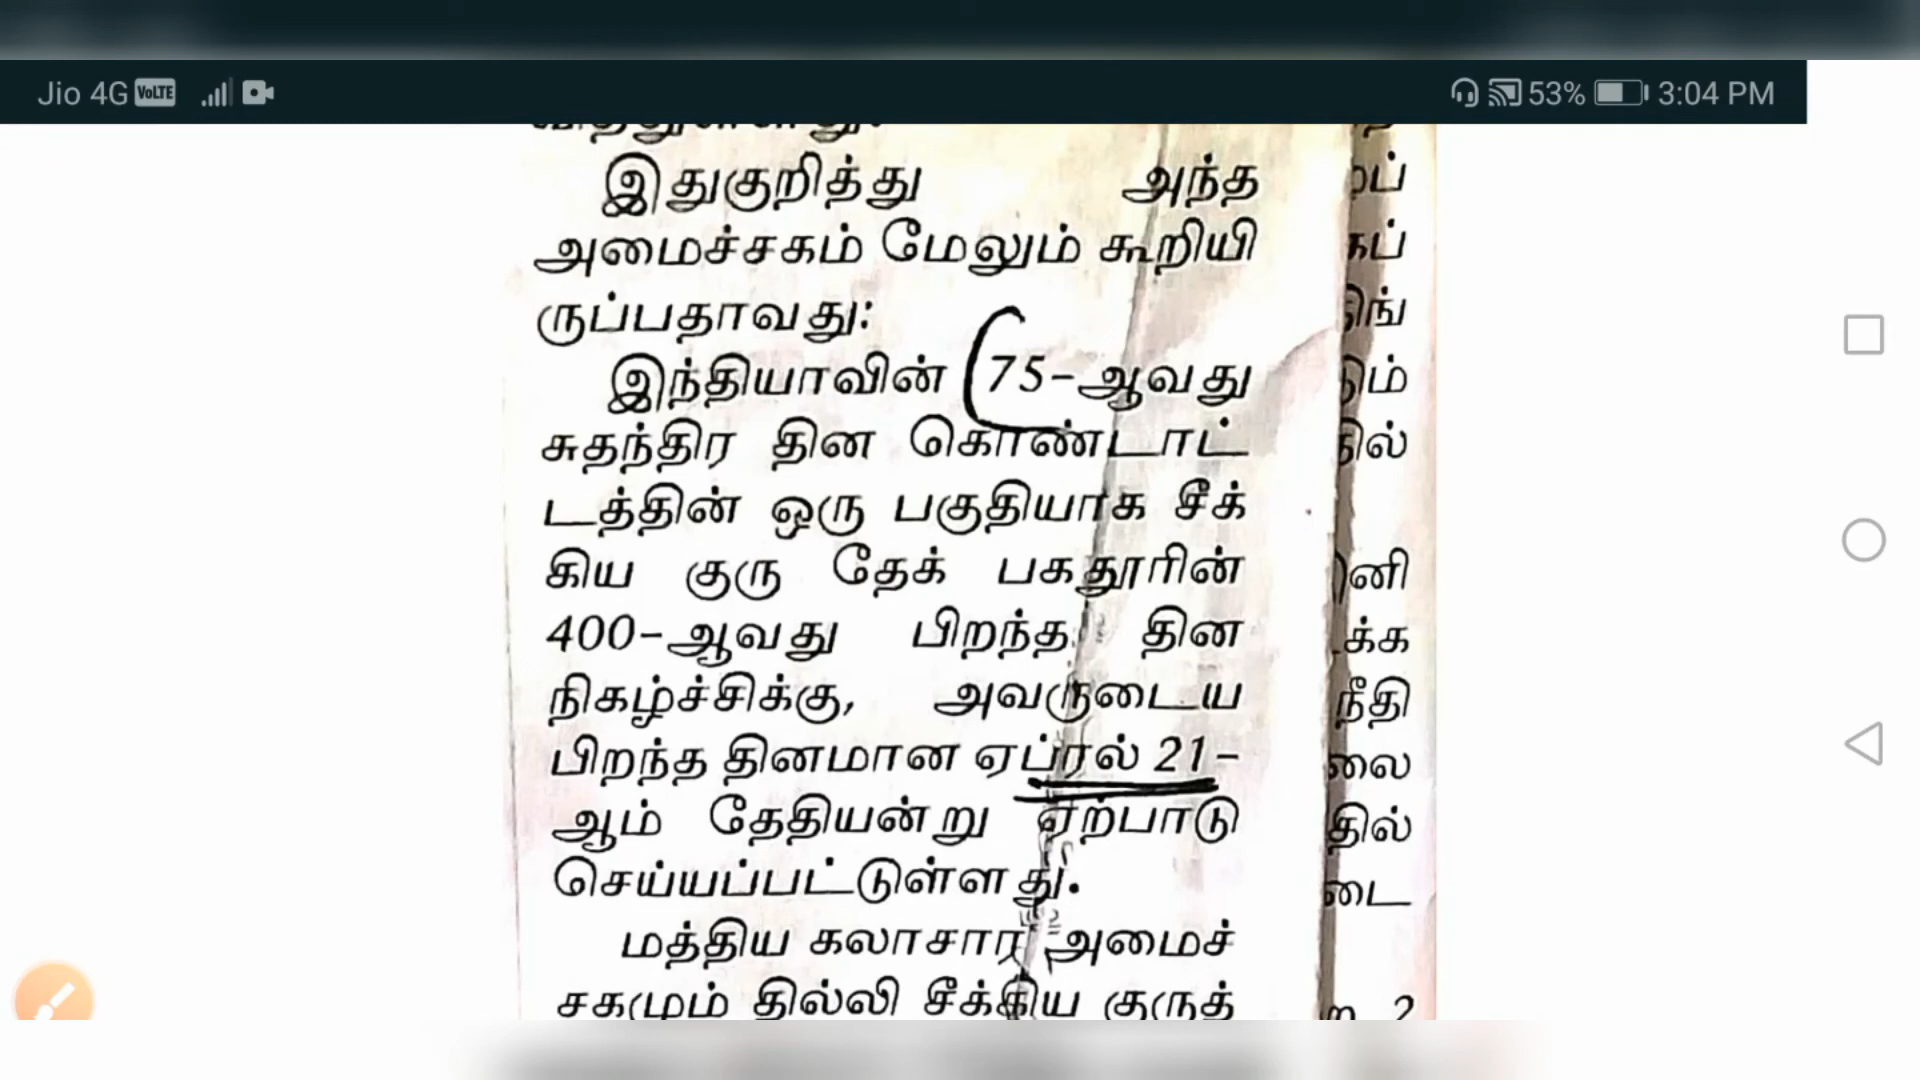 Jio 4G VoLTE 53% 3:04 PM
இதுகுறித்து அந்த
அமைச்சகம் மேலும் கூறியி
ருப்பதாவது:
இந்தியாவின் 75-ஆவது
சுதந்திர தின கொண்டாட்
டத்தின் ஒரு பகுதியாக சீக்
கிய குரு தேக் பகதூரின்
400-ஆவது பிறந்த தின
நிகழ்ச்சிக்கு, அவருடைய
பிறந்த தினமான ஏப்ரல் 21-
ஆம் தேதியன்று ஏற்பாடு
செய்யப்பட்டுள்ளது.
மத்திய கலாசார அமைச்
சகமும் தில்லி சீக்கிய குருத்